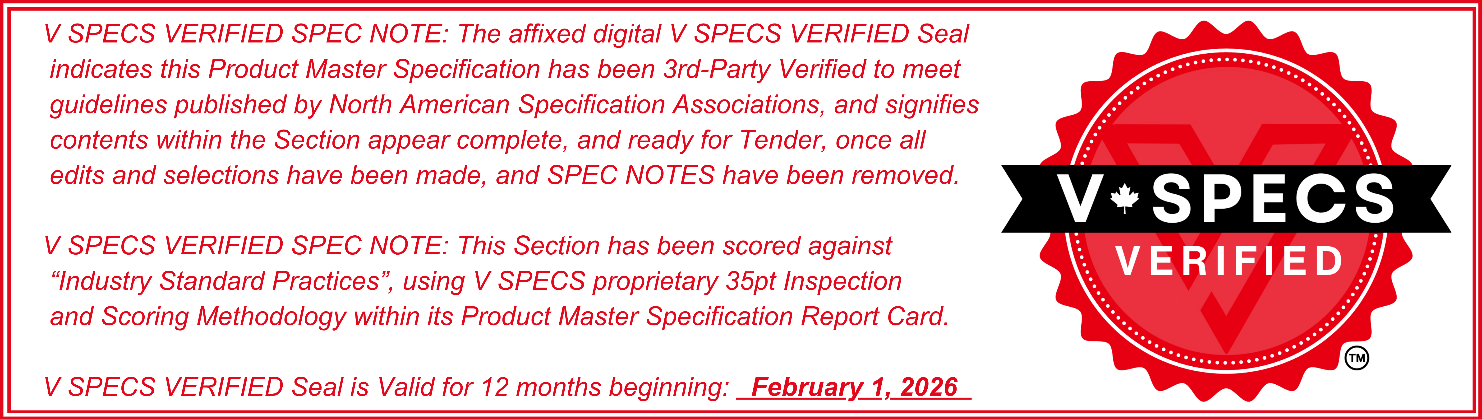 V SPECS VERIFIED SPEC NOTE: The affixed digital V SPECS VERIFIED Seal
indicates this Product Master Specification has been 3rd-Party Verified to meet
guidelines published by North American Specification Associations, and signifies
contents within the Section appear complete, and ready for Tender, once all
edits and selections have been made, and SPEC NOTES have been removed.
V SPECS VERIFIED SPEC NOTE: This Section has been scored against
“Industry Standard Practices”, using V SPECS proprietary 35pt Inspection
and Scoring Methodology within its Product Master Specification Report Card.
V SPECS VERIFIED Seal is Valid for 12 months beginning: February 1, 2026
V SPECS
VERIFIED
TM